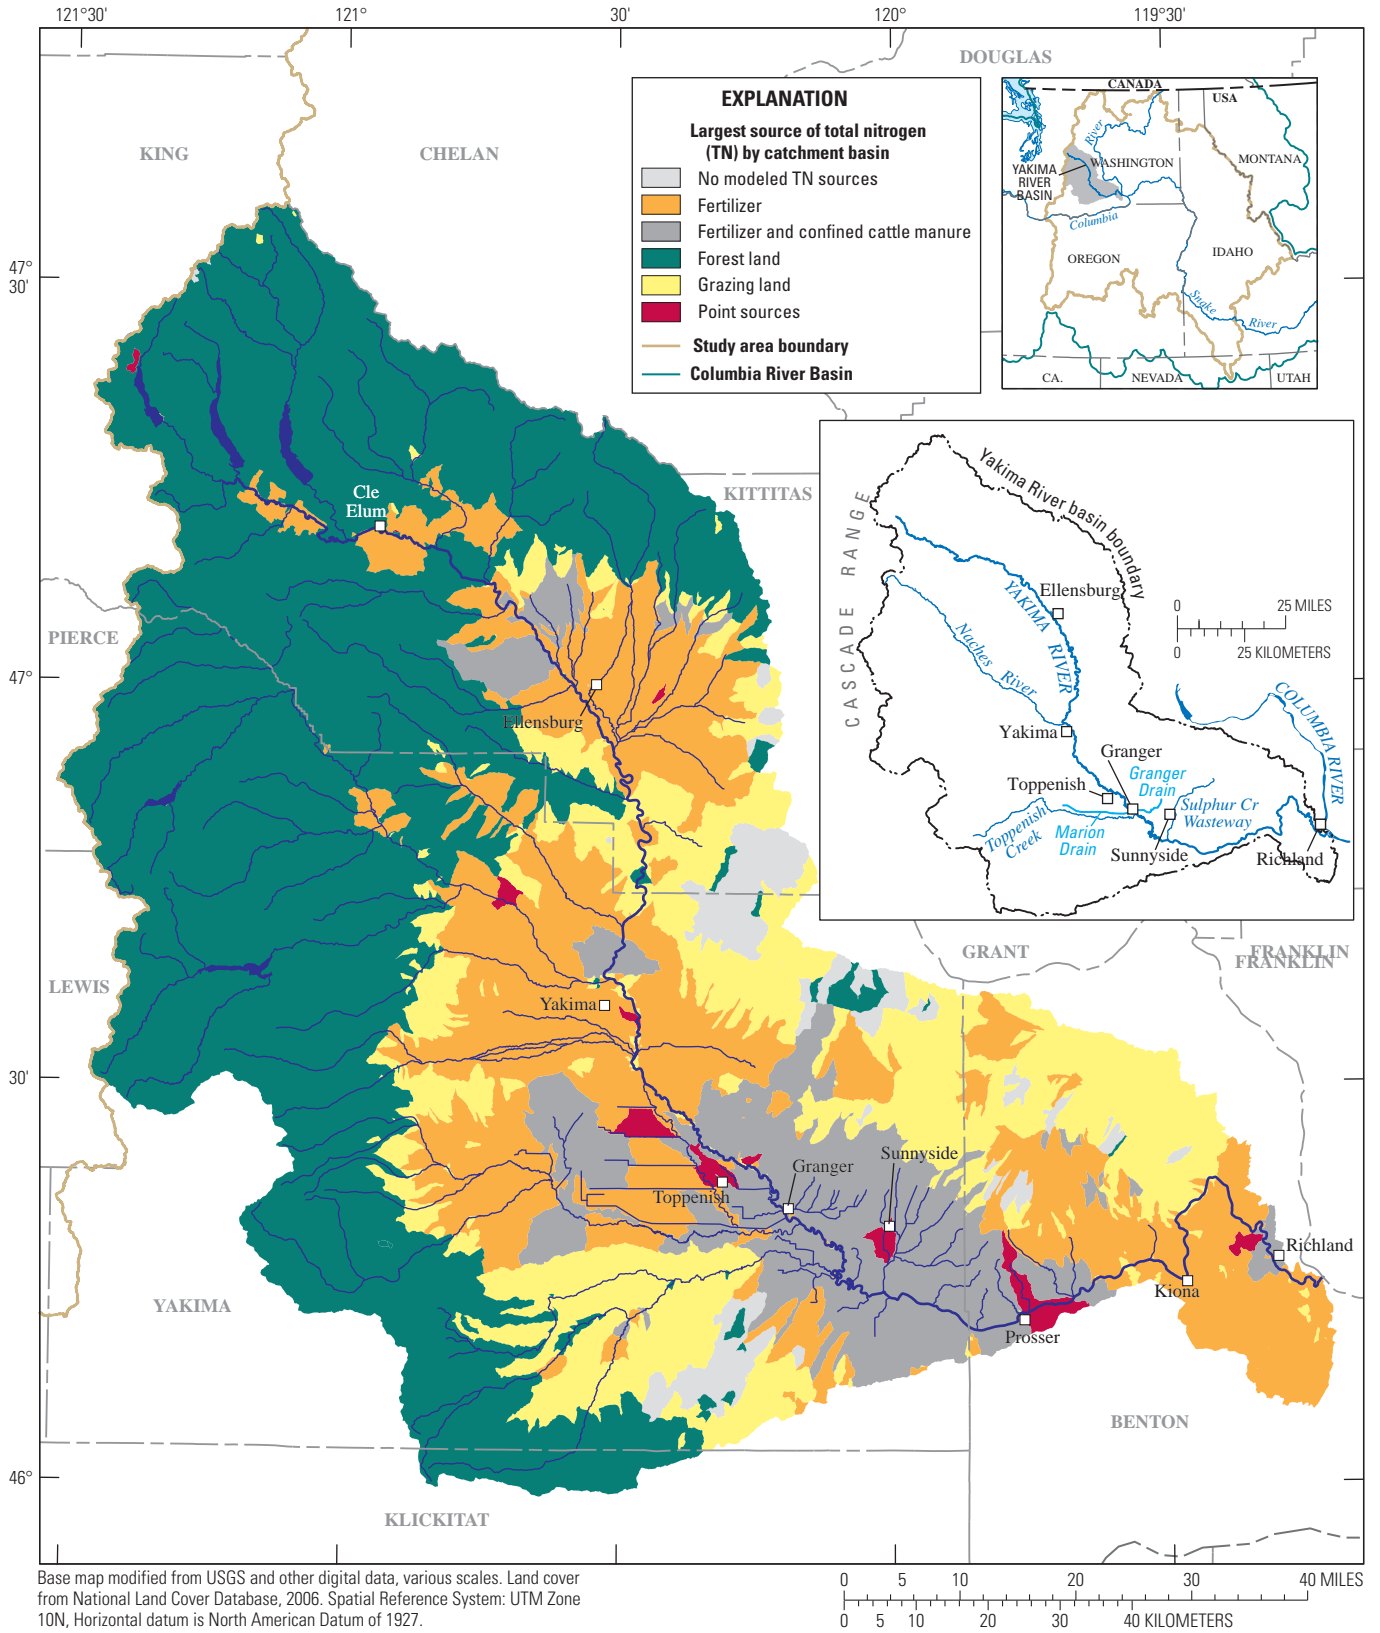 121°30'
121°
30'
120°
119°30'
47°
30'
47°
30'
46°
KING
CHELAN
DOUGLAS
KITTITAS
PIERCE
LEWIS
YAKIMA
KLICKITAT
BENTON
GRANT
FRANKLIN
FRANKLIN
EXPLANATION
Largest source of total nitrogen
(TN) by catchment basin
No modeled TN sources
Fertilizer
Fertilizer and confined cattle manure
Forest land
Grazing land
Point sources
Study area boundary
Columbia River Basin
CANADA
USA
River
WASHINGTON
MONTANA
YAKIMA
RIVER
BASIN
Columbia
OREGON
IDAHO
Snake
River
CA.
NEVADA
UTAH
Yakima River basin boundary
CASCADE RANGE
Ellensburg
YAKIMA RIVER
Naches River
0 25 MILES
0 25 KILOMETERS
COLUMBIA RIVER
Yakima
Granger
Toppenish
Granger
Drain
Sulphur Cr
Wasteway
Toppenish
Creek
Marion
Drain
Sunnyside
Richland
Cle
Elum
Ellensburg
Yakima
Toppenish
Granger
Sunnyside
Richland
Kiona
Prosser
Base map modified from USGS and other digital data, various scales. Land cover
from National Land Cover Database, 2006. Spatial Reference System: UTM Zone
10N, Horizontal datum is North American Datum of 1927.
0 5 10 20 30 40 MILES
0 5 10 20 30 40 KILOMETERS